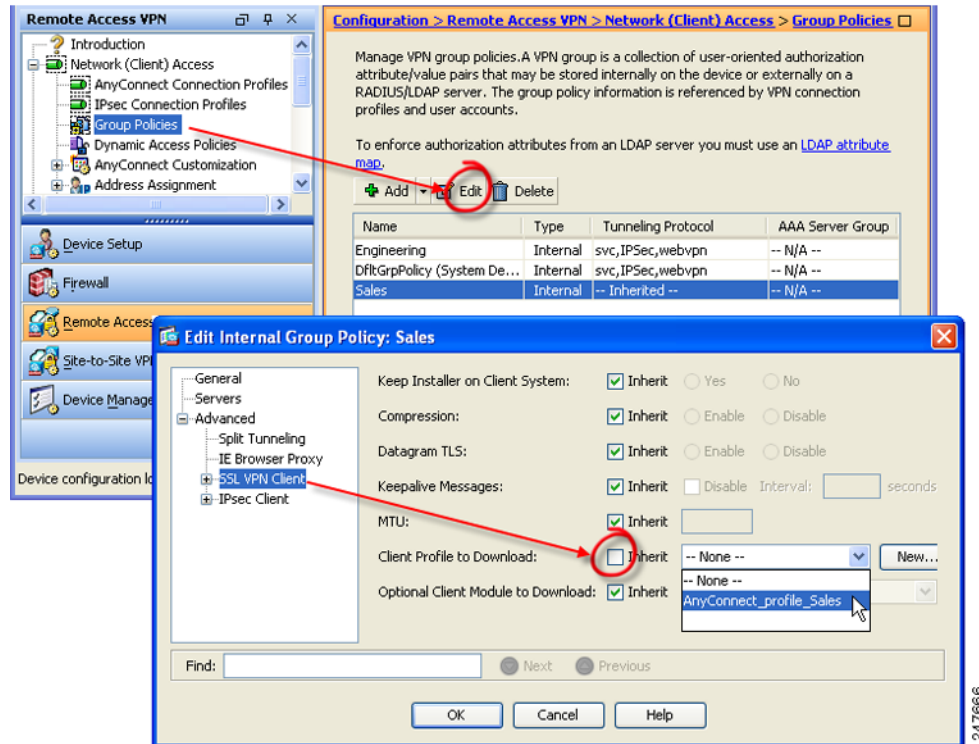 Remote Access VPN
Introduction
Network (Client) Access
AnyConnect Connection Profiles
IPsec Connection Profiles
Group Policies
Dynamic Access Policies
AnyConnect Customization
Address Assignment
Device Setup
Firewall
Remote Access
Site-to-Site VP
Device Manage
Device configuration lo
Configuration > Remote Access VPN > Network (Client) Access > Group Policies
Manage VPN group policies.A VPN group is a collection of user-oriented authorization
attribute/value pairs that may be stored internally on the device or externally on a
RADIUS/LDAP server. The group policy information is referenced by VPN connection
profiles and user accounts.
To enforce authorization attributes from an LDAP server you must use an LDAP attribute
map.
Add Edit Delete
Name Type Tunneling Protocol AAA Server Group
Engineering Internal svc,IPSec,webvpn -- N/A --
DfltGrpPolicy (System De... Internal svc,IPSec,webvpn -- N/A --
Sales Internal -- Inherited -- -- N/A --
Edit Internal Group Policy: Sales
General
Servers
Advanced
Split Tunneling
IE Browser Proxy
SSL VPN Client
IPsec Client
Keep Installer on Client System: Inherit Yes No
Compression: Inherit Enable Disable
Datagram TLS: Inherit Enable Disable
Keepalive Messages: Inherit Disable Interval: seconds
MTU: Inherit
Client Profile to Download: Inherit -- None -- New...
-- None --
Optional Client Module to Download: Inherit AnyConnect_profile_Sales
Find: Next Previous
OK Cancel Help
247666